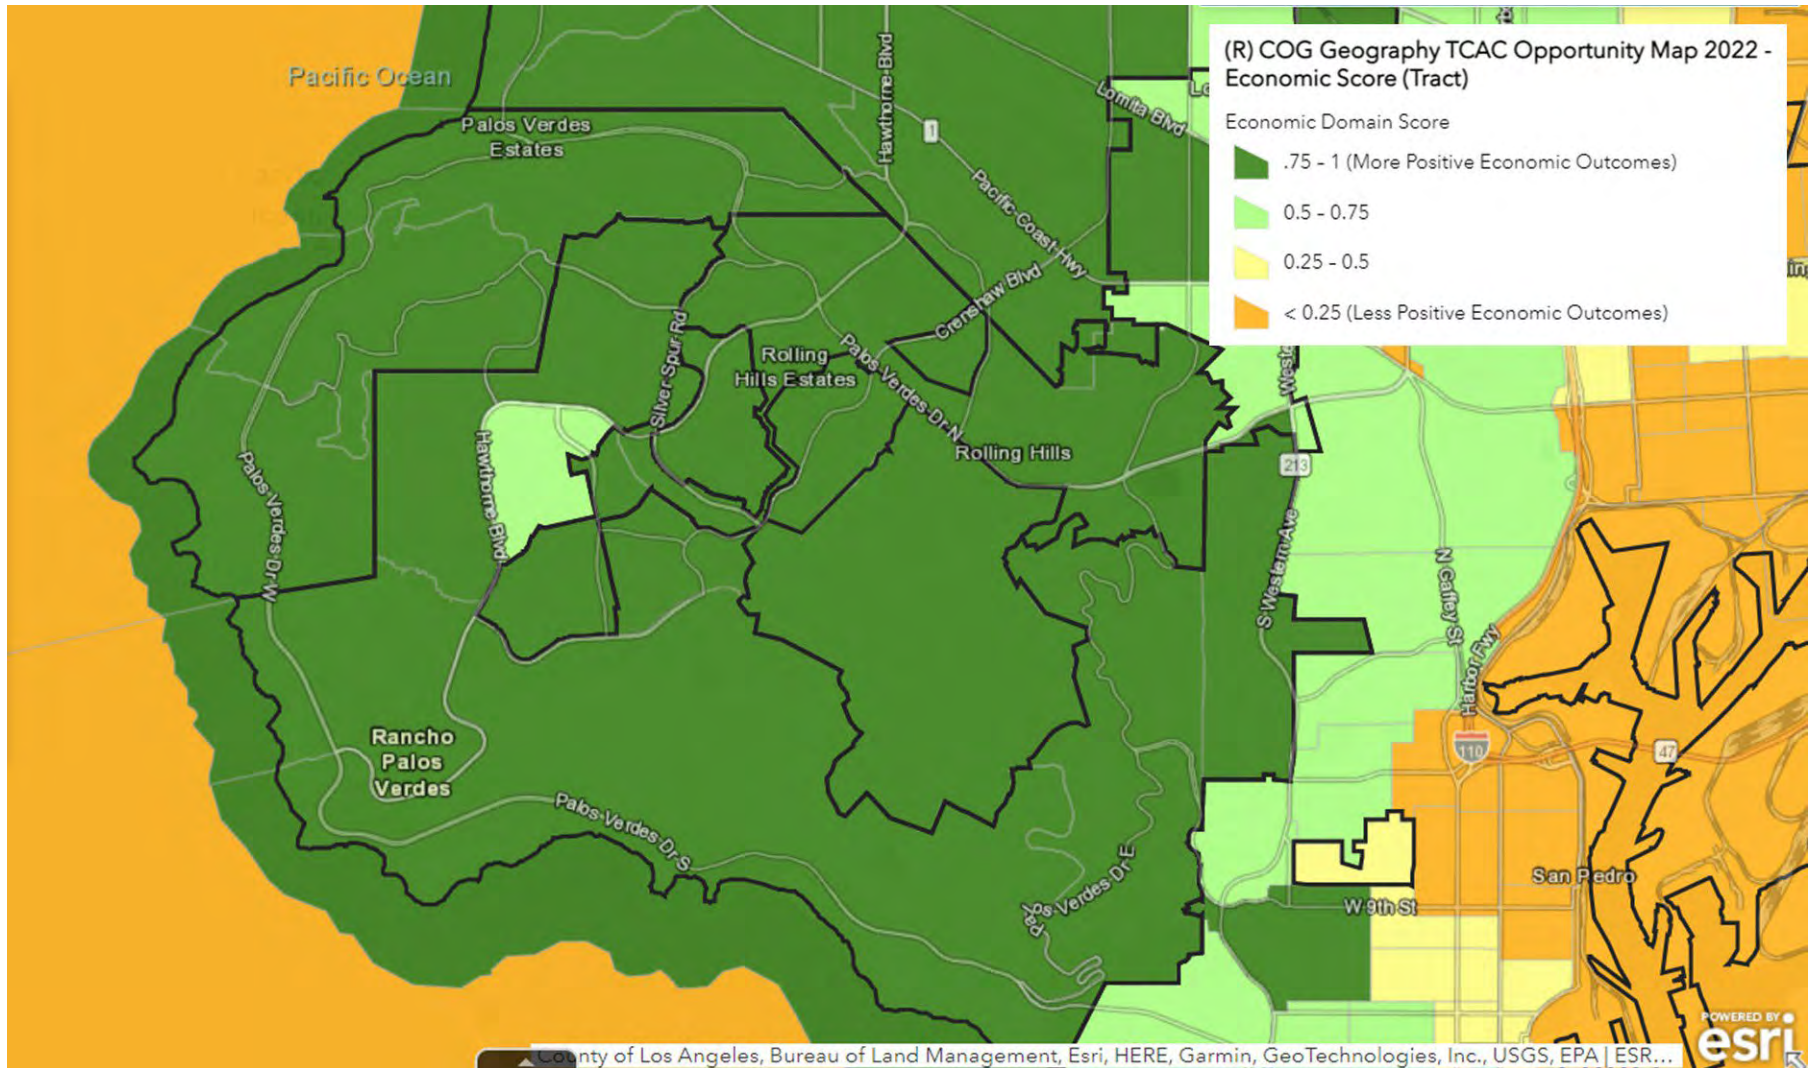 (R) COG Geography TCAC Opportunity Map 2022 -
Economic Score (Tract)
Economic Domain Score
.75 - 1 (More Positive Economic Outcomes)
0.5 - 0.75
0.25 - 0.5
< 0.25 (Less Positive Economic Outcomes)
Pacific Ocean
Palos Verdes
Estates
Hawthorne Blvd
1
Lomita Blvd
Lo
Pacific Coast Hwy
Crenshaw Blvd
Silver Spur Rd
Rolling
Hills Estates
Palos Verdes Dr N
Rolling Hills
Weste
213
Hawthorne Blvd
Palos Verdes Dr W
S Western Ave
N Gaffey St
Harbor Fwy
110
47
Rancho
Palos
Verdes
Palos Verdes Dr S
Palos Verdes Dr E
San Pedro
W 9th St
County of Los Angeles, Bureau of Land Management, Esri, HERE, Garmin, GeoTechnologies, Inc., USGS, EPA | ESR...
POWERED BY
esri